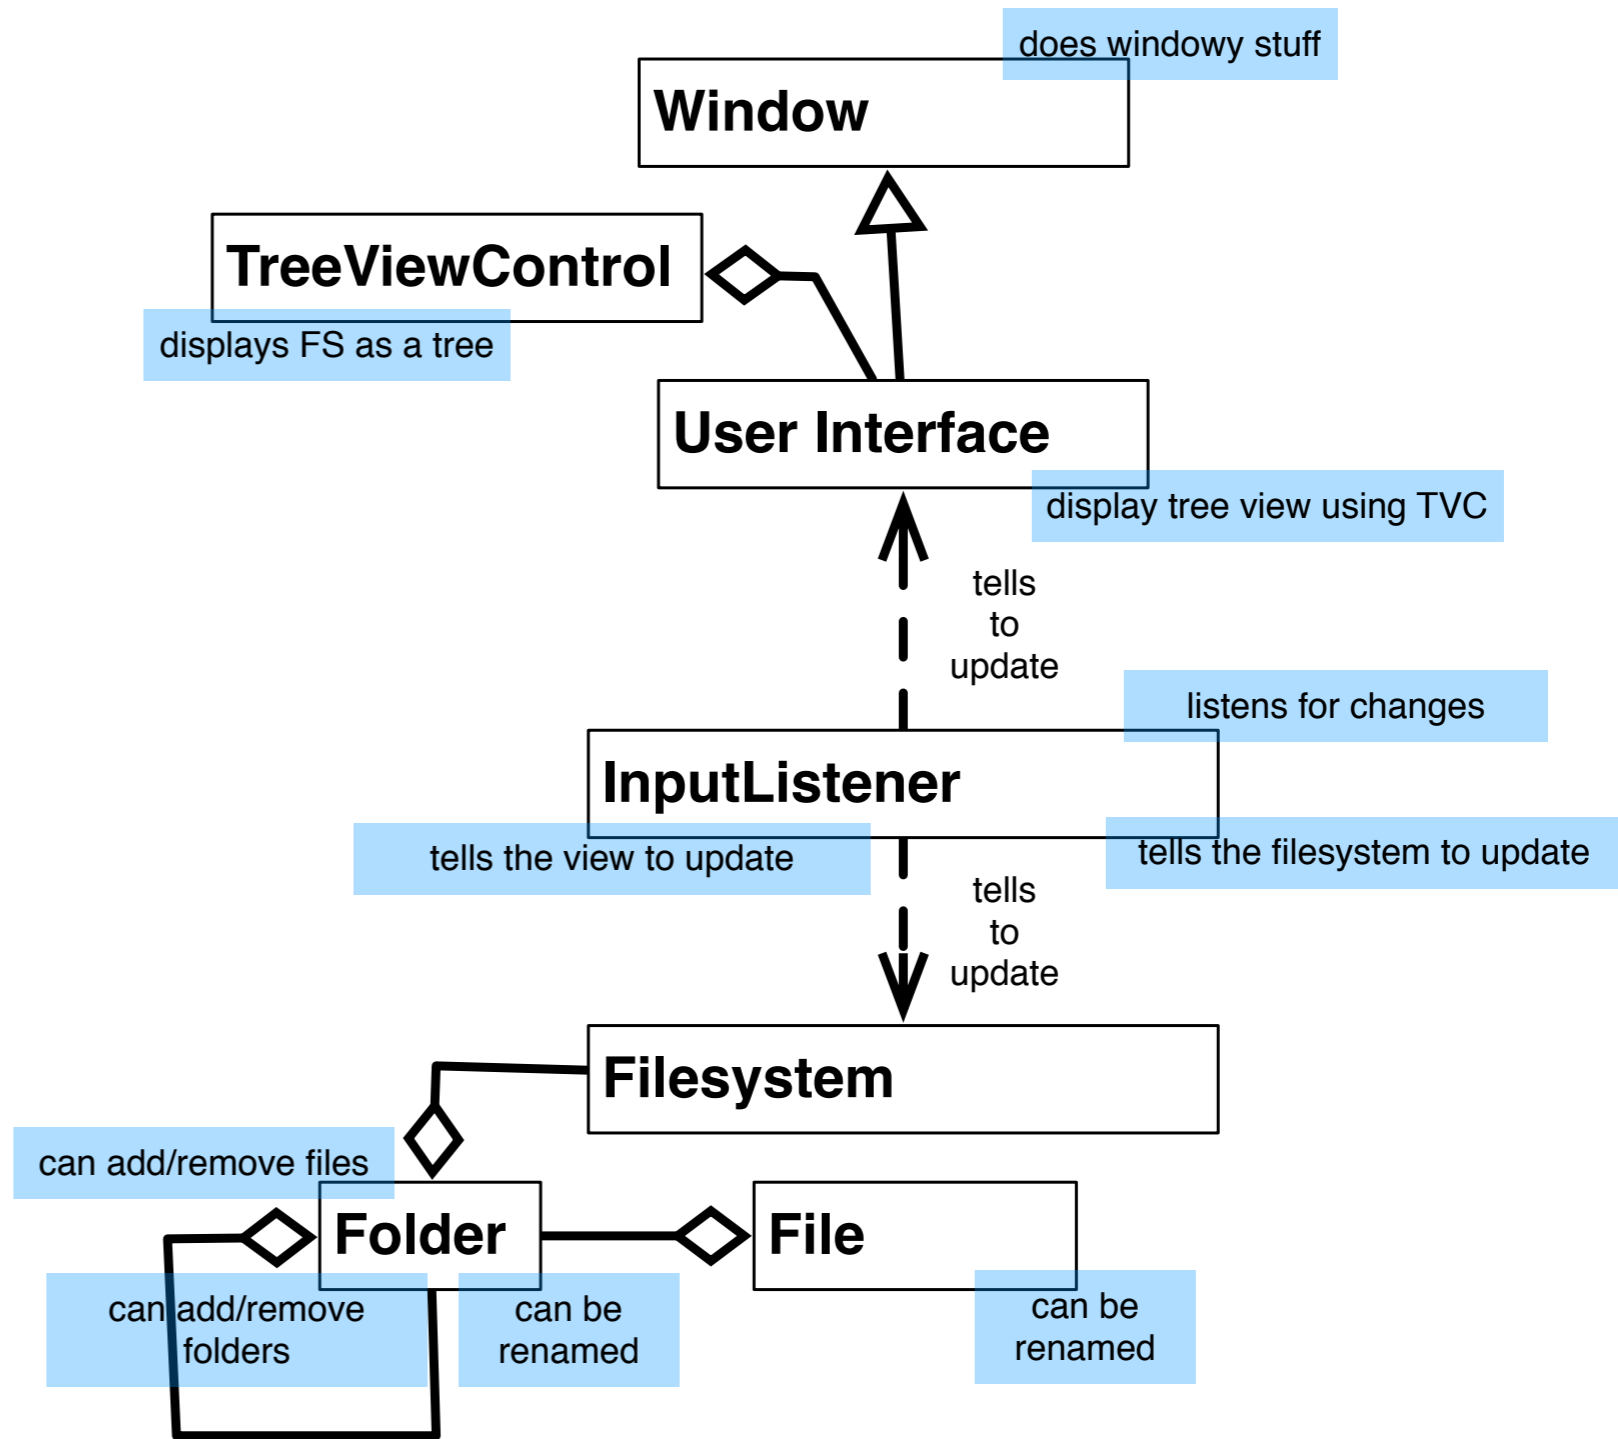 does windowy stuff
Window
TreeViewControl
displays FS as a tree
User Interface
display tree view using TVC
tells
to
update
listens for changes
InputListener
tells the view to update
tells the filesystem to update
tells
to
update
Filesystem
can add/remove files
Folder
File
can add/remove
folders
can be
renamed
can be
renamed